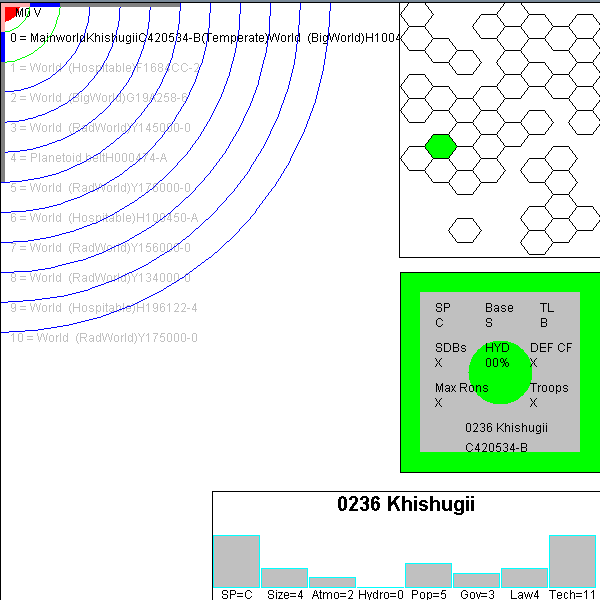 M0 V
0 = MainworldKhishugiiC420534-B(Temperate)World (BigWorld)H1004
1 = World (Hospitable)F1684CC-2
2 = World (BigWorld)G19A258-6
3 = World (RadWorld)Y145000-0
4 = Planetoid beltH000474-A
5 = World (RadWorld)Y176000-0
6 = World (Hospitable)H100450-A
7 = World (RadWorld)Y156000-0
8 = World (RadWorld)Y134000-0
9 = World (Hospitable)H196122-4
10 = World (RadWorld)Y175000-0
SP Base TL
C S B
SDBs HYD DEF CF
X 00% X
Max Rons Troops
X X
0236 Khishugii
C420534-B
0236 Khishugii
SP=C Size=4 Atmo=2 Hydro=0 Pop=5 Gov=3 Law4 Tech=11